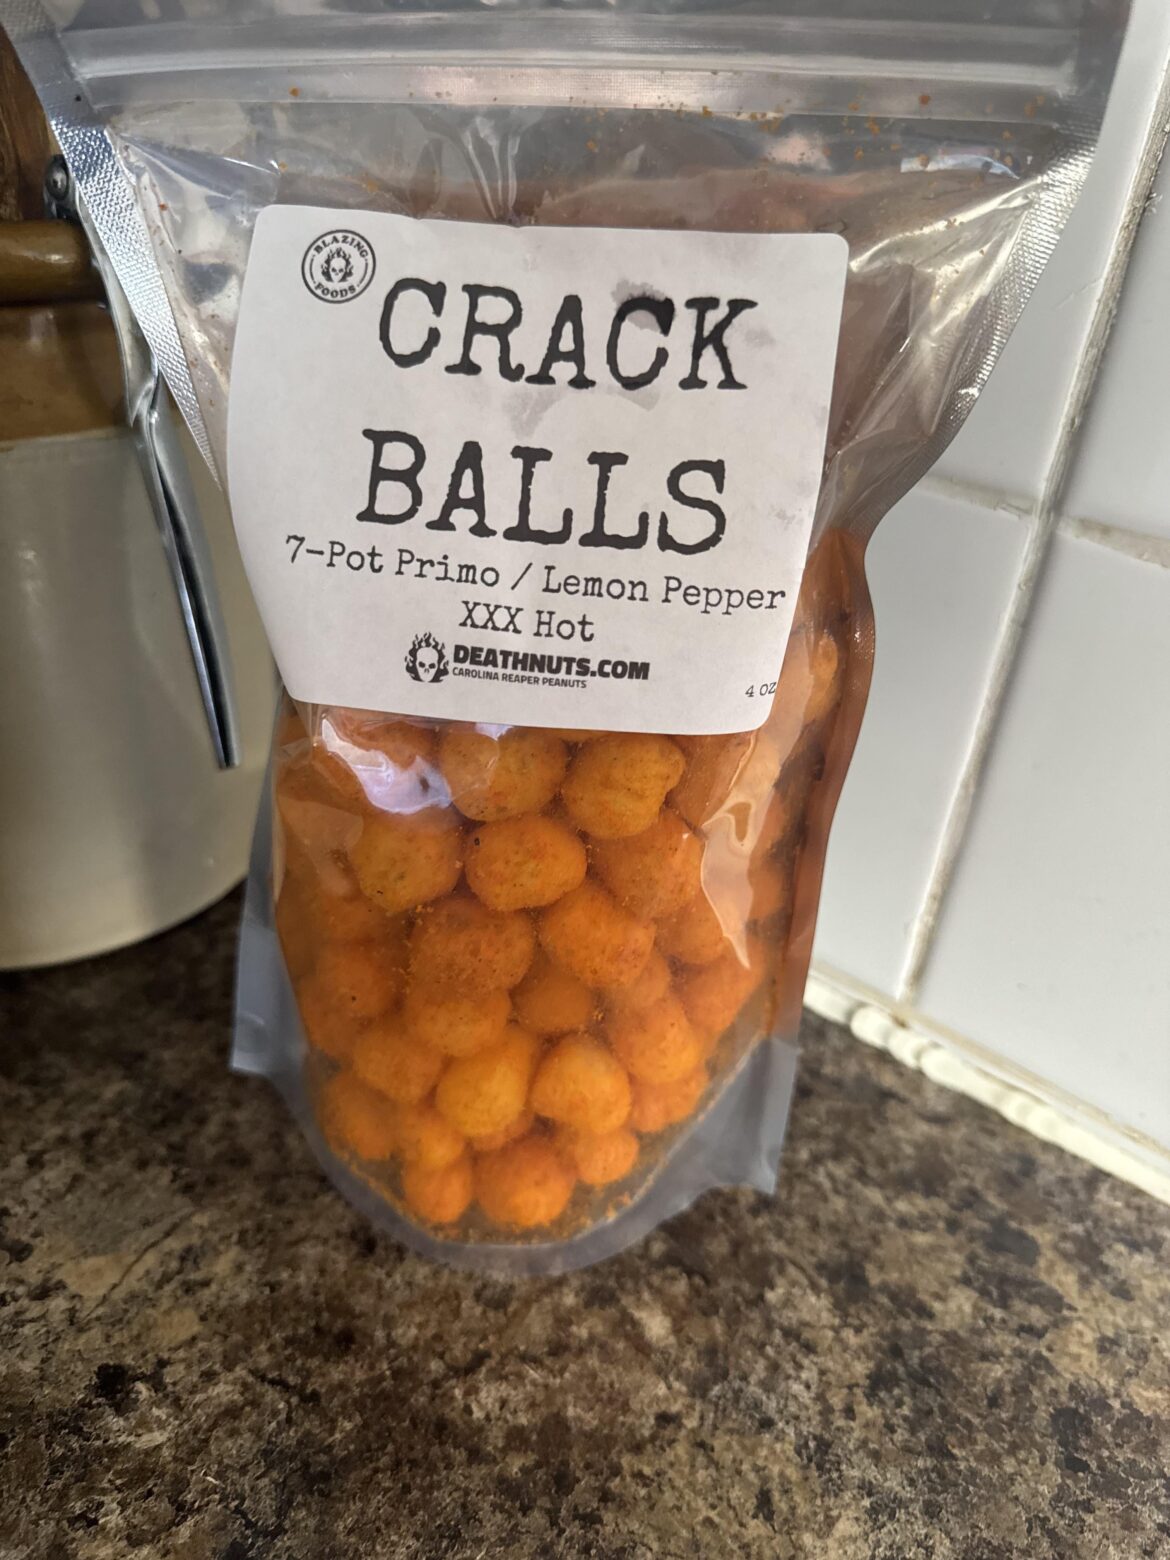 BLAZING
FOODS
CRACK
BALLS
7-Pot Primo / Lemon Pepper
XXX Hot
DEATHNUTS.COM
CAROLINA REAPER PEANUTS
4 oz